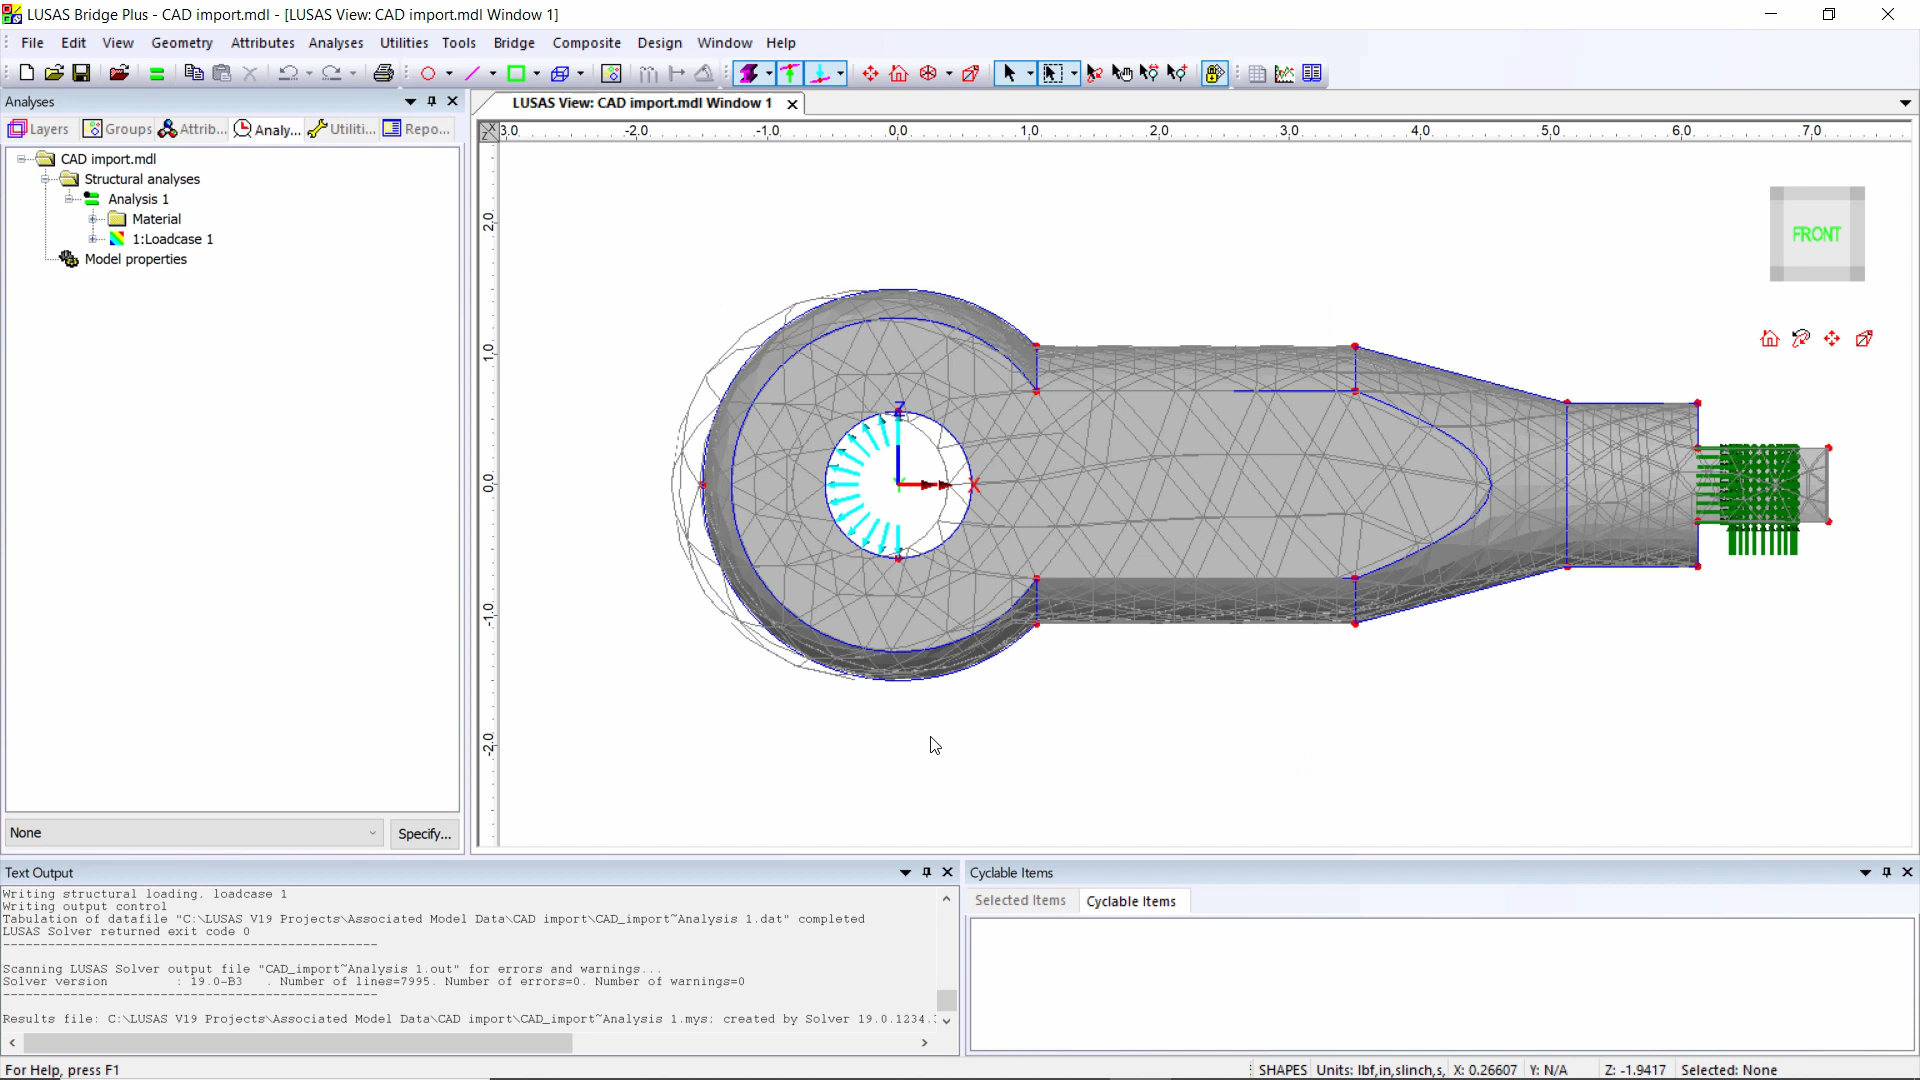 LUSAS Bridge Plus - CAD import.mdl - [LUSAS View: CAD import.mdl Window 1]
File Edit View Geometry Attributes Analyses Utilities Tools Bridge Composite Design Window Help
Analyses
LUSAS View: CAD import.mdl Window 1
Layers Groups Attrib... Analy... Utiliti... Repo...
3.0 -2.0 -1.0 0.0 1.0 2.0 3.0 4.0 5.0 6.0 7.0
CAD import.mdl
Structural analyses
Analysis 1
Material
1:Loadcase 1
Model properties
2.0
1.0
0.0
-1.0
-2.0
FRONT
Z
X
None
Specify...
Text Output
Writing structural loading. loadcase 1
Writing output control
Tabulation of datafile "C:\LUSAS V19 Projects\Associated Model Data\CAD import\CAD_import~Analysis 1.dat" completed
LUSAS Solver returned exit code 0
------------------------------------------------
Scanning LUSAS Solver output file "CAD_import~Analysis 1.out" for errors and warnings...
Solver version : 19.0-B3 . Number of lines=7995. Number of errors=0. Number of warnings=0
------------------------------------------------
Results file: C:\LUSAS V19 Projects\Associated Model Data\CAD import\CAD_import~Analysis 1.mys: created by Solver 19.0.1234.
Cyclable Items
Selected Items Cyclable Items
For Help, press F1
SHAPES Units: lbf,in,slinch,s, X: 0.26607 Y: N/A Z: -1.9417 Selected: None